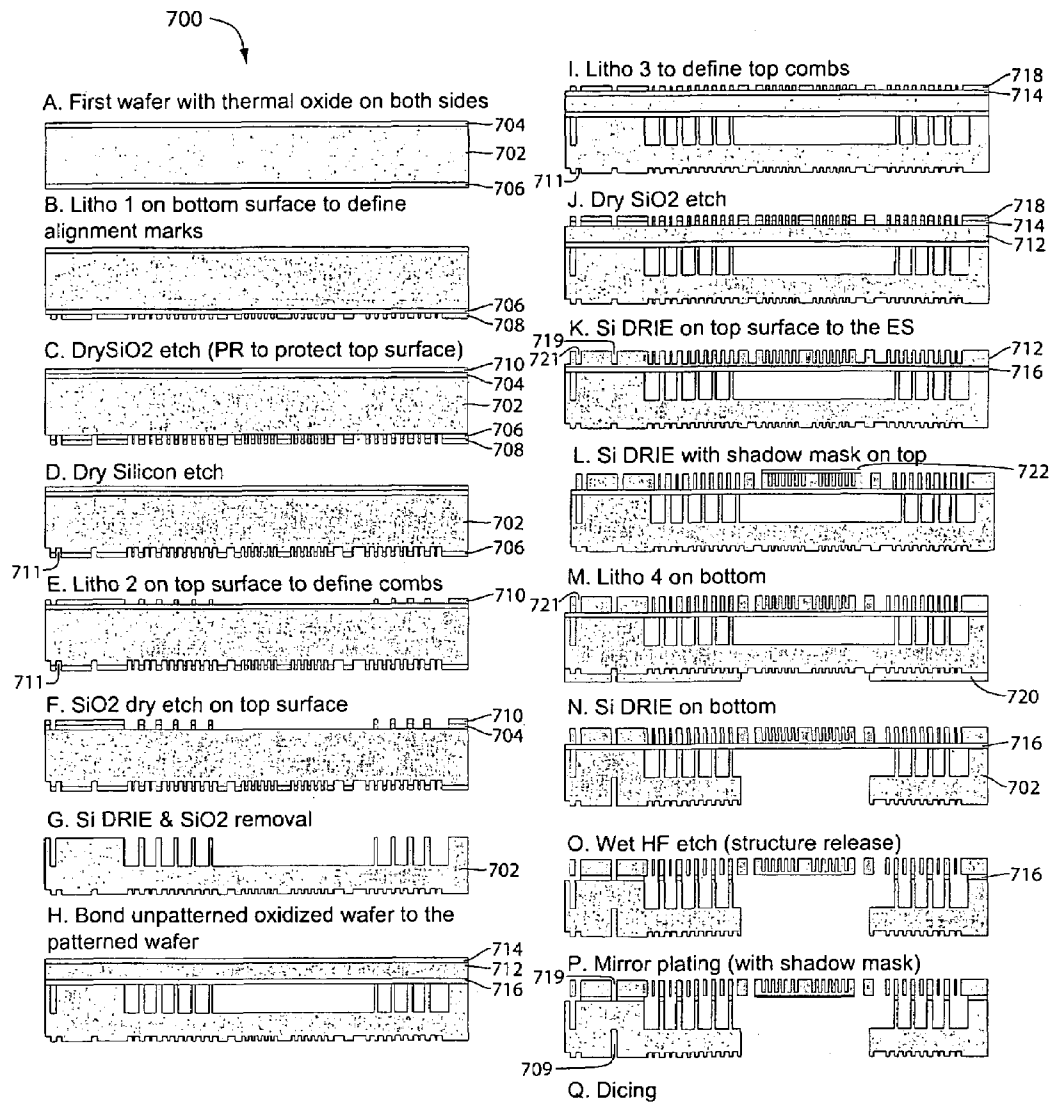 700
A. First wafer with thermal oxide on both sides
704
702
706
B. Litho 1 on bottom surface to define
alignment marks
706
708
C. DrySiO2 etch (PR to protect top surface)
710
704
702
706
708
D. Dry Silicon etch
702
706
711
E. Litho 2 on top surface to define combs
710
711
F. SiO2 dry etch on top surface
710
704
G. Si DRIE & SiO2 removal
702
H. Bond unpatterned oxidized wafer to the
patterned wafer
714
712
716
I. Litho 3 to define top combs
718
714
711
J. Dry SiO2 etch
718
714
712
K. Si DRIE on top surface to the ES
719
721
712
716
L. Si DRIE with shadow mask on top
722
M. Litho 4 on bottom
721
720
N. Si DRIE on bottom
716
702
O. Wet HF etch (structure release)
716
P. Mirror plating (with shadow mask)
719
709
Q. Dicing